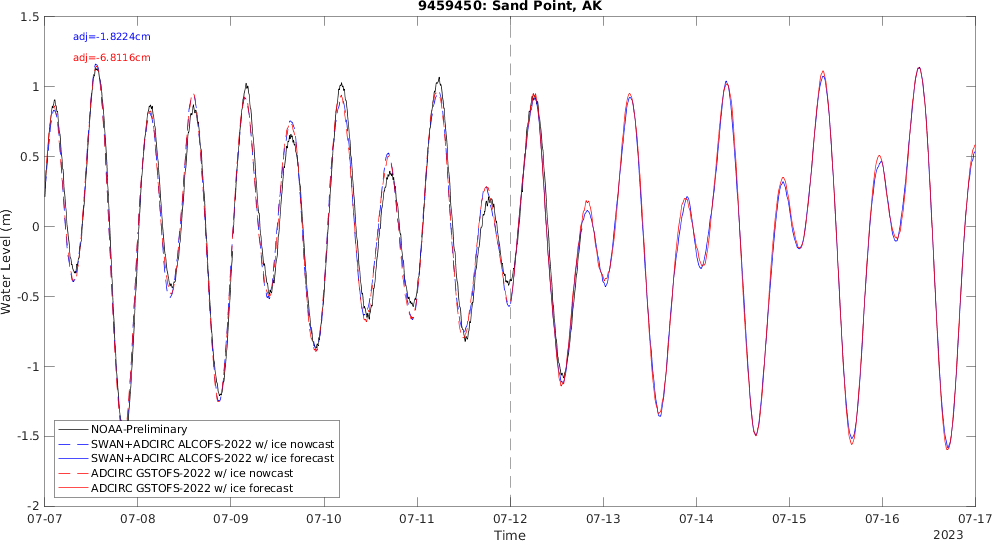 9459450: Sand Point, AK
adj=-1.8224cm
adj=-6.8116cm
1.5
1
0.5
0
-0.5
-1
-1.5
-2
Water Level (m)
NOAA-Preliminary
SWAN+ADCIRC ALCOFS-2022 w/ ice nowcast
SWAN+ADCIRC ALCOFS-2022 w/ ice forecast
ADCIRC GSTOFS-2022 w/ ice nowcast
ADCIRC GSTOFS-2022 w/ ice forecast
07-07 07-08 07-09 07-10 07-11 07-12 07-13 07-14 07-15 07-16 07-17
Time
2023